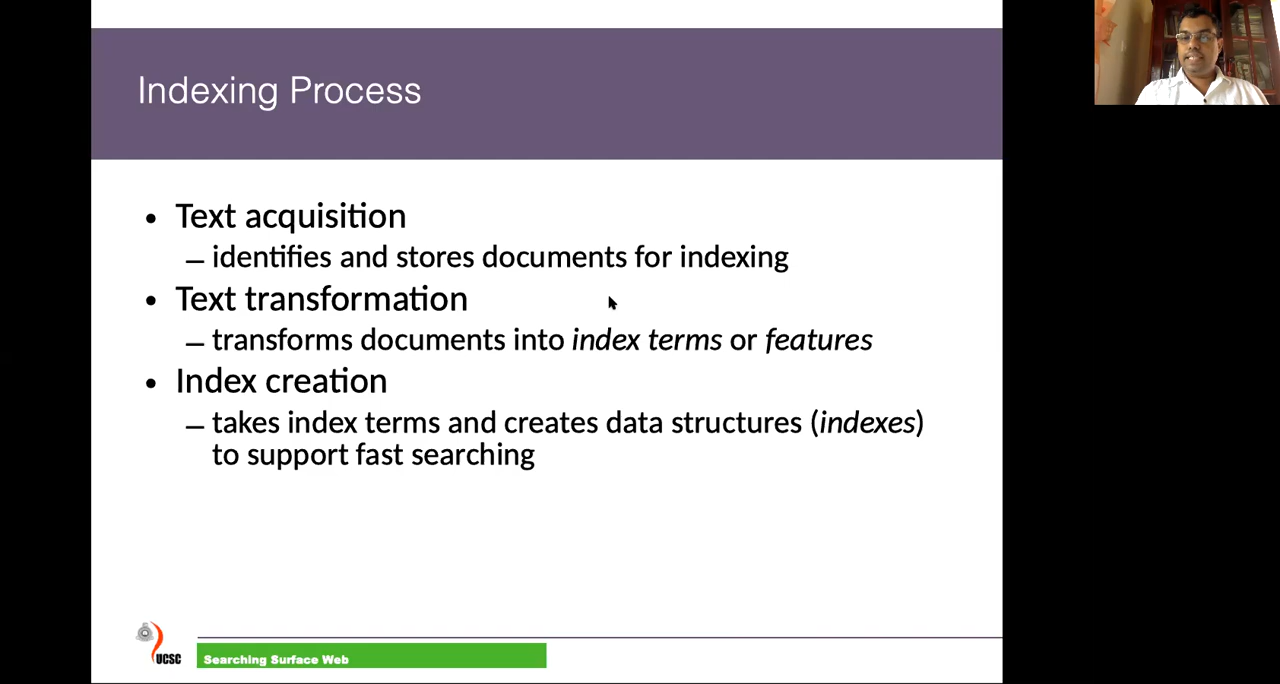 Indexing Process
• Text acquisition
– identifies and stores documents for indexing
• Text transformation
– transforms documents into index terms or features
• Index creation
– takes index terms and creates data structures (indexes)
to support fast searching
UCSC
Searching Surface Web